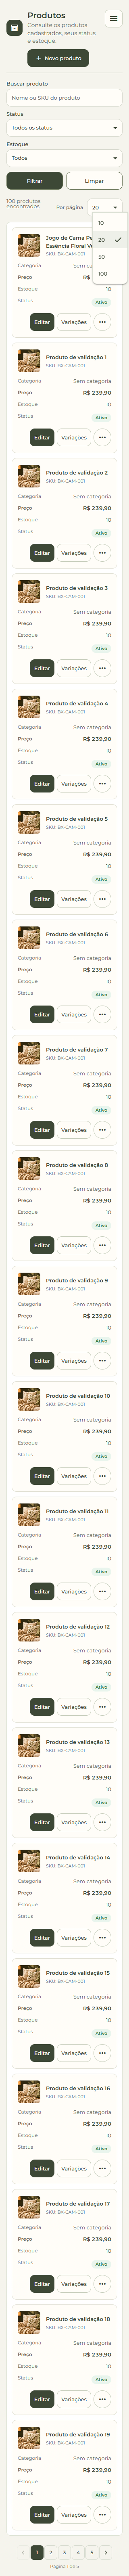 Produtos
Consulte os produtos
cadastrados, seus status
e estoque.
+ Novo produto
Buscar produto
Nome ou SKU do produto
Status
Todos os status
Estoque
Todos
Filtrar
Limpar
100 produtos
encontrados
Por página
20
10
20
50
100
Jogo de Cama Pe
Essência Floral Ve
SKU: BX-CAM-001
Categoria Sem ca
Preço R$
Estoque 10
Status Ativo
Editar Variações
Produto de validação 1
SKU: BX-CAM-001
Categoria Sem categoria
Preço R$ 239,90
Estoque 10
Status Ativo
Editar Variações
Produto de validação 2
SKU: BX-CAM-001
Categoria Sem categoria
Preço R$ 239,90
Estoque 10
Status Ativo
Editar Variações
Produto de validação 3
SKU: BX-CAM-001
Categoria Sem categoria
Preço R$ 239,90
Estoque 10
Status Ativo
Editar Variações
Produto de validação 4
SKU: BX-CAM-001
Categoria Sem categoria
Preço R$ 239,90
Estoque 10
Status Ativo
Editar Variações
Produto de validação 5
SKU: BX-CAM-001
Categoria Sem categoria
Preço R$ 239,90
Estoque 10
Status Ativo
Editar Variações
Produto de validação 6
SKU: BX-CAM-001
Categoria Sem categoria
Preço R$ 239,90
Estoque 10
Status Ativo
Editar Variações
Produto de validação 7
SKU: BX-CAM-001
Categoria Sem categoria
Preço R$ 239,90
Estoque 10
Status Ativo
Editar Variações
Produto de validação 8
SKU: BX-CAM-001
Categoria Sem categoria
Preço R$ 239,90
Estoque 10
Status Ativo
Editar Variações
Produto de validação 9
SKU: BX-CAM-001
Categoria Sem categoria
Preço R$ 239,90
Estoque 10
Status Ativo
Editar Variações
Produto de validação 10
SKU: BX-CAM-001
Categoria Sem categoria
Preço R$ 239,90
Estoque 10
Status Ativo
Editar Variações
Produto de validação 11
SKU: BX-CAM-001
Categoria Sem categoria
Preço R$ 239,90
Estoque 10
Status Ativo
Editar Variações
Produto de validação 12
SKU: BX-CAM-001
Categoria Sem categoria
Preço R$ 239,90
Estoque 10
Status Ativo
Editar Variações
Produto de validação 13
SKU: BX-CAM-001
Categoria Sem categoria
Preço R$ 239,90
Estoque 10
Status Ativo
Editar Variações
Produto de validação 14
SKU: BX-CAM-001
Categoria Sem categoria
Preço R$ 239,90
Estoque 10
Status Ativo
Editar Variações
Produto de validação 15
SKU: BX-CAM-001
Categoria Sem categoria
Preço R$ 239,90
Estoque 10
Status Ativo
Editar Variações
Produto de validação 16
SKU: BX-CAM-001
Categoria Sem categoria
Preço R$ 239,90
Estoque 10
Status Ativo
Editar Variações
Produto de validação 17
SKU: BX-CAM-001
Categoria Sem categoria
Preço R$ 239,90
Estoque 10
Status Ativo
Editar Variações
Produto de validação 18
SKU: BX-CAM-001
Categoria Sem categoria
Preço R$ 239,90
Estoque 10
Status Ativo
Editar Variações
Produto de validação 19
SKU: BX-CAM-001
Categoria Sem categoria
Preço R$ 239,90
Estoque 10
Status Ativo
Editar Variações
1 2 3 4 5
Página 1 de 5